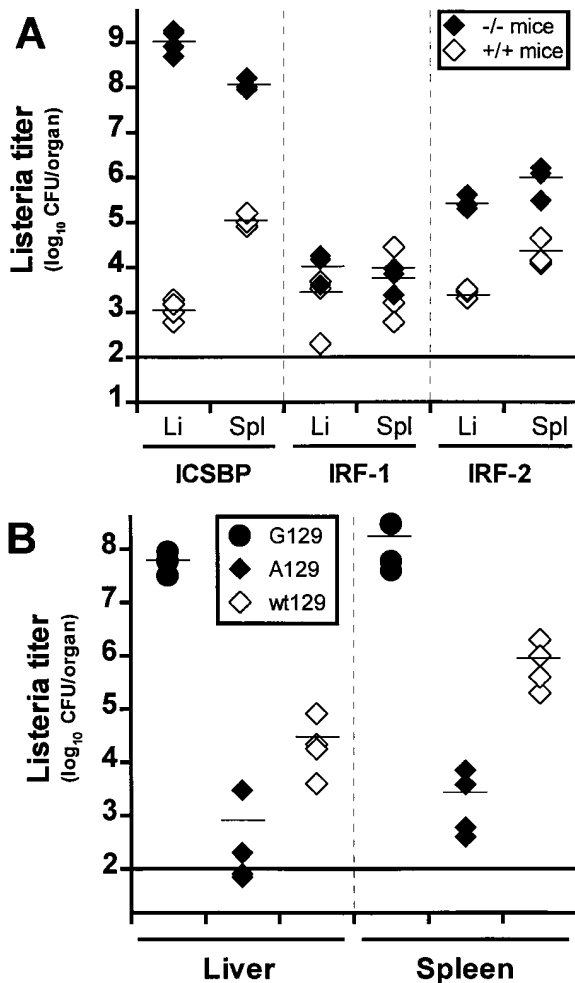 A
-/- mice
+/+ mice
Listeria titer
(log10 CFU/organ)
9
8
7
6
5
4
3
2
1
Li Spl Li Spl Li Spl
ICSBP IRF-1 IRF-2
B
G129
A129
wt129
Listeria titer
(log10 CFU/organ)
8
7
6
5
4
3
2
Liver Spleen